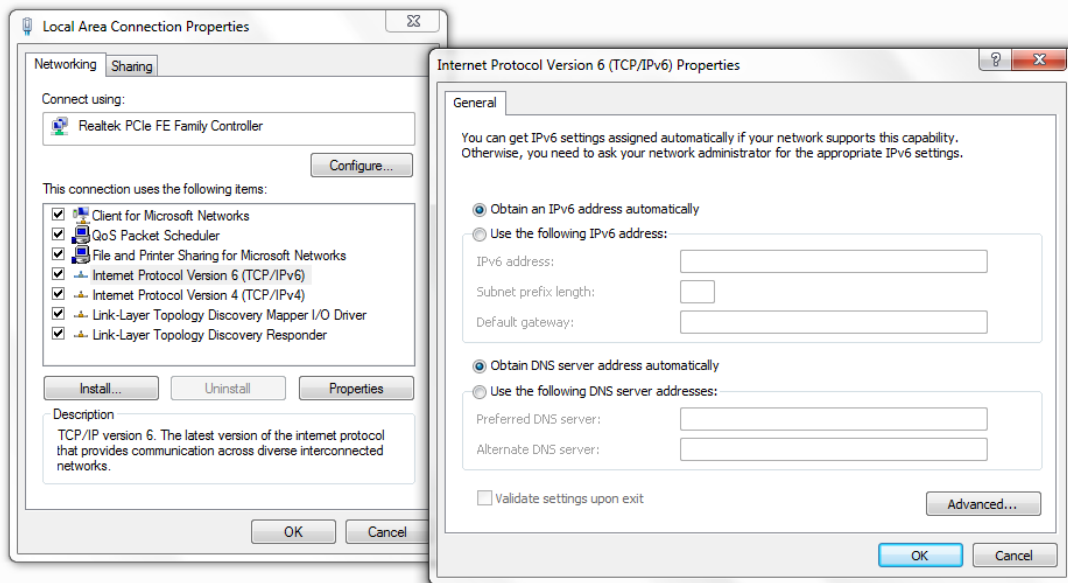 Local Area Connection Properties
Networking
Sharing
Connect using:
Realtek PCIe FE Family Controller
Configure...
This connection uses the following items:
Client for Microsoft Networks
QoS Packet Scheduler
File and Printer Sharing for Microsoft Networks
Internet Protocol Version 6 (TCP/IPv6)
Internet Protocol Version 4 (TCP/IPv4)
Link-Layer Topology Discovery Mapper I/O Driver
Link-Layer Topology Discovery Responder
Install...
Uninstall
Properties
Description
TCP/IP version 6. The latest version of the internet protocol
that provides communication across diverse interconnected
networks.
OK
Cancel
Internet Protocol Version 6 (TCP/IPv6) Properties
General
You can get IPv6 settings assigned automatically if your network supports this capability.
Otherwise, you need to ask your network administrator for the appropriate IPv6 settings.
Obtain an IPv6 address automatically
Use the following IPv6 address:
IPv6 address:
Subnet prefix length:
Default gateway:
Obtain DNS server address automatically
Use the following DNS server addresses:
Preferred DNS server:
Alternate DNS server:
Validate settings upon exit
Advanced...
OK
Cancel